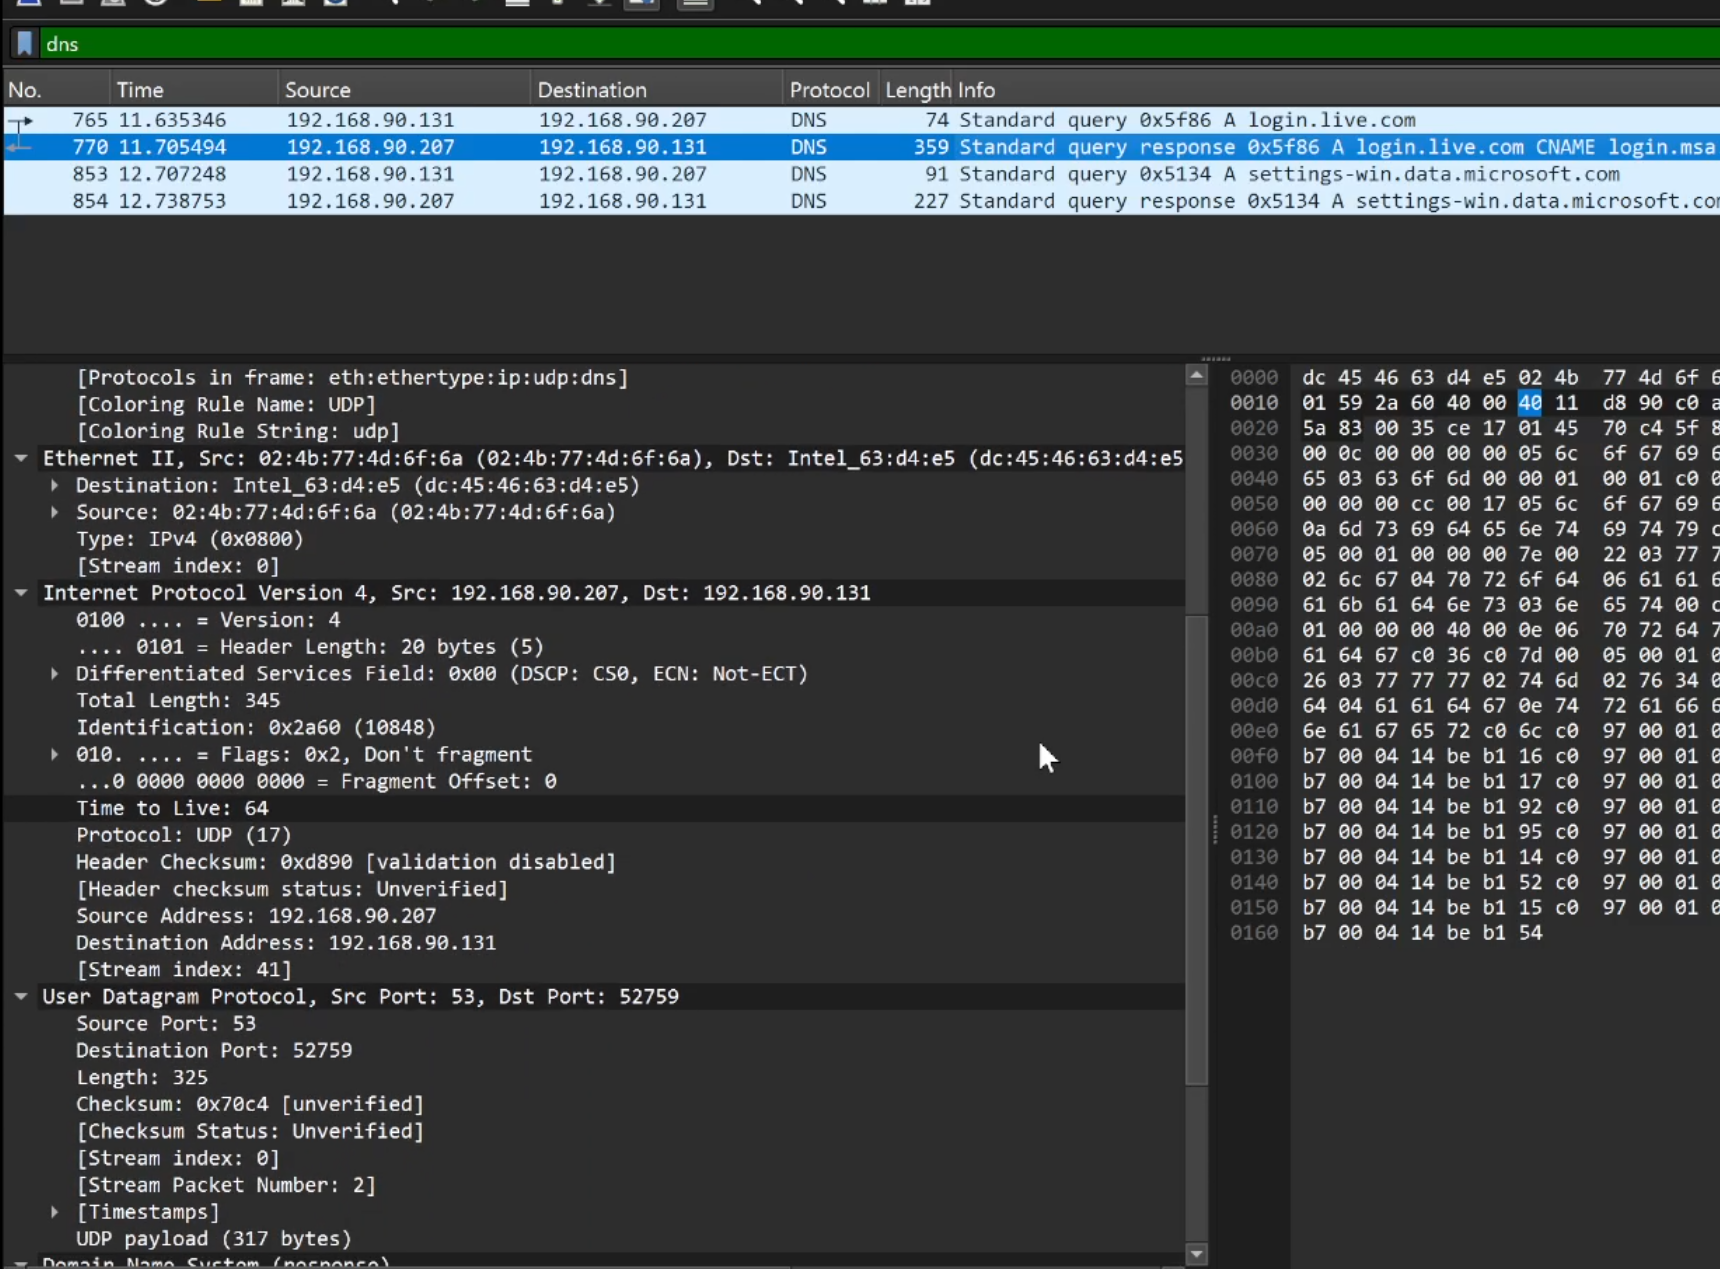 dns
No. Time Source Destination Protocol Length Info
765 11.635346 192.168.90.131 192.168.90.207 DNS 74 Standard query 0x5f86 A login.live.com
770 11.705494 192.168.90.207 192.168.90.131 DNS 359 Standard query response 0x5f86 A login.live.com CNAME login.msa
853 12.707248 192.168.90.131 192.168.90.207 DNS 91 Standard query 0x5134 A settings-win.data.microsoft.com
854 12.738753 192.168.90.207 192.168.90.131 DNS 227 Standard query response 0x5134 A settings-win.data.microsoft.com
[Protocols in frame: eth:ethertype:ip:udp:dns]
[Coloring Rule Name: UDP]
[Coloring Rule String: udp]
Ethernet II, Src: 02:4b:77:4d:6f:6a (02:4b:77:4d:6f:6a), Dst: Intel_63:d4:e5 (dc:45:46:63:d4:e5
Destination: Intel_63:d4:e5 (dc:45:46:63:d4:e5)
Source: 02:4b:77:4d:6f:6a (02:4b:77:4d:6f:6a)
Type: IPv4 (0x0800)
[Stream index: 0]
Internet Protocol Version 4, Src: 192.168.90.207, Dst: 192.168.90.131
0100 .... = Version: 4
.... 0101 = Header Length: 20 bytes (5)
Differentiated Services Field: 0x00 (DSCP: CS0, ECN: Not-ECT)
Total Length: 345
Identification: 0x2a60 (10848)
010. .... = Flags: 0x2, Don't fragment
...0 0000 0000 0000 = Fragment Offset: 0
Time to Live: 64
Protocol: UDP (17)
Header Checksum: 0xd890 [validation disabled]
[Header checksum status: Unverified]
Source Address: 192.168.90.207
Destination Address: 192.168.90.131
[Stream index: 41]
User Datagram Protocol, Src Port: 53, Dst Port: 52759
Source Port: 53
Destination Port: 52759
Length: 325
Checksum: 0x70c4 [unverified]
[Checksum Status: Unverified]
[Stream index: 0]
[Stream Packet Number: 2]
[Timestamps]
UDP payload (317 bytes)
Domain Name System (response)
0000 dc 45 46 63 d4 e5 02 4b 77 4d 6f
0010 01 59 2a 60 40 00 40 11 d8 90 c0
0020 5a 83 00 35 ce 17 01 45 70 c4 5f
0030 00 0c 00 00 00 00 05 6c 6f 67 69
0040 65 03 63 6f 6d 00 00 01 00 01 c0
0050 00 00 00 cc 00 17 05 6c 6f 67 69
0060 0a 6d 73 69 64 65 6e 74 69 74 79
0070 05 00 01 00 00 00 7e 00 22 03 77
0080 02 6c 67 04 70 72 6f 64 06 61 61
0090 61 6b 61 64 6e 73 03 6e 65 74 00
00a0 01 00 00 00 40 00 0e 06 70 72 64
00b0 61 64 67 c0 36 c0 7d 00 05 00 01
00c0 26 03 77 77 77 02 74 6d 02 76 34
00d0 64 04 61 61 64 67 0e 74 72 61 66
00e0 6e 61 67 65 72 c0 6c c0 97 00 01
00f0 b7 00 04 14 be b1 16 c0 97 00 01
0100 b7 00 04 14 be b1 17 c0 97 00 01
0110 b7 00 04 14 be b1 92 c0 97 00 01
0120 b7 00 04 14 be b1 95 c0 97 00 01
0130 b7 00 04 14 be b1 14 c0 97 00 01
0140 b7 00 04 14 be b1 52 c0 97 00 01
0150 b7 00 04 14 be b1 15 c0 97 00 01
0160 b7 00 04 14 be b1 54